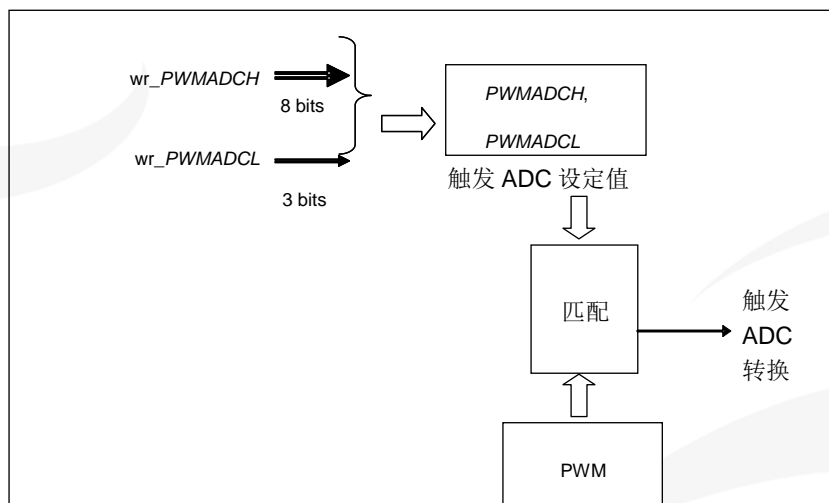 wr_PWMADCH
8 bits
wr_PWMADCL
3 bits
PWMADCH,
PWMADCL
触发 ADC 设定值
匹配
触发
ADC
转换
PWM